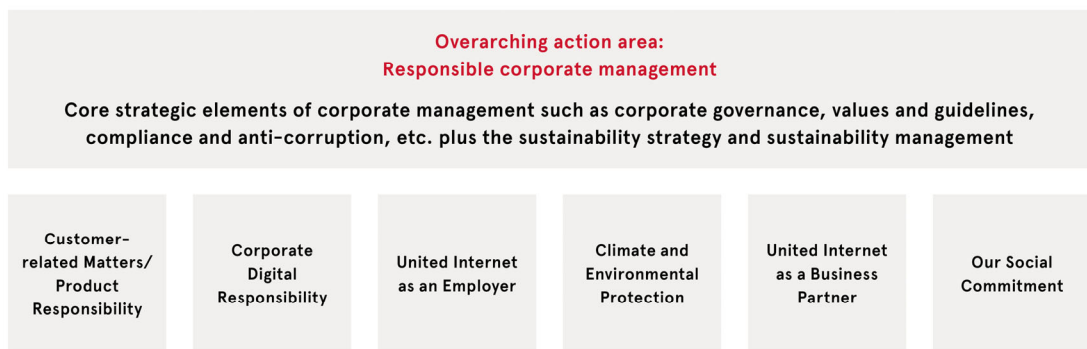 Overarching action area:
Responsible corporate management
Core strategic elements of corporate management such as corporate governance, values and guidelines,
compliance and anti-corruption, etc. plus the sustainability strategy and sustainability management
Customer-
related Matters/
Product
Responsibility
Corporate
Digital
Responsibility
United Internet
as an Employer
Climate and
Environmental
Protection
United Internet
as a Business
Partner
Our Social
Commitment